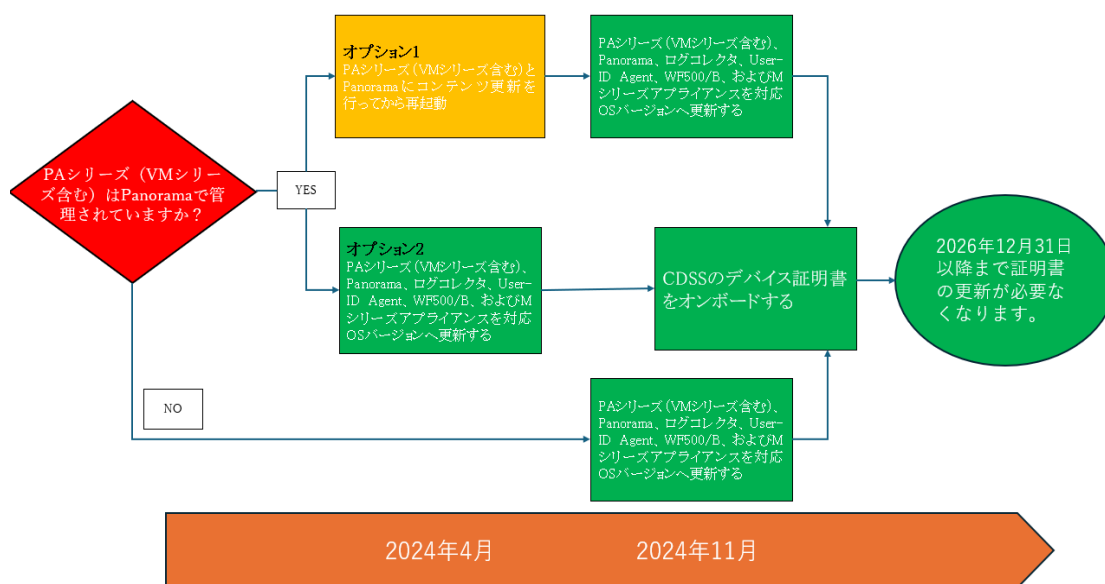 オプション1
PAシリーズ(VMシリーズ含む)と
Panoramaにコンテンツ更新を
行ってから再起動
PAシリーズ(VMシリーズ含む)、
Panorama、ログコレクタ、User-
ID Agent、WF500/B、およびM
シリーズアプライアンスを対応
OSバージョンへ更新する
PAシリーズ（VMシリー
ズ含む）はPanoramaで管
理されていますか？
YES
オプション2
PAシリーズ(VMシリーズ含む)、
Panorama、ログコレクタ、User-
ID Agent、WF500/B、およびM
シリーズアプライアンスを対応
OSバージョンへ更新する
CDSSのデバイス証明書
をオンボードする
2026年12月31日
以降まで証明書
の更新が必要な
くなります。
NO
PAシリーズ(VMシリーズ含む)、
Panorama、ログコレクタ、User-
ID Agent、WF500/B、およびM
シリーズアプライアンスを対応
OSバージョンへ更新する
2024年4月
2024年11月